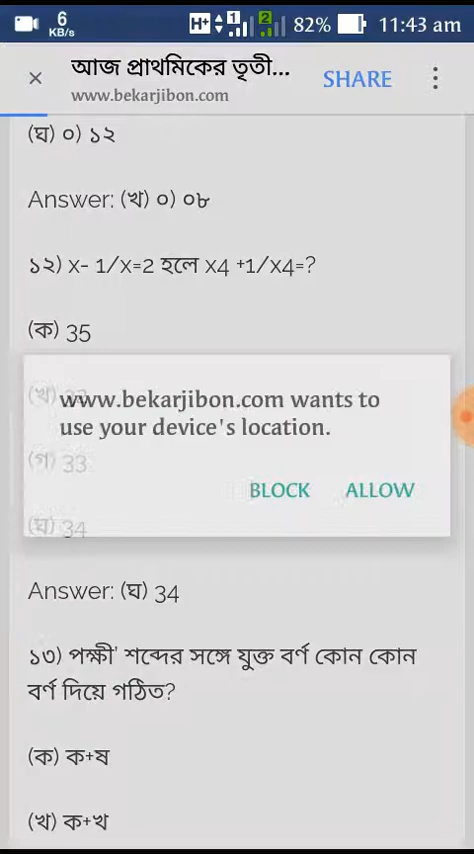 6
KB/s
H+ 1 2 82% 11:43 am
আজ প্রাথমিকের তৃতী...
www.bekarjibon.com
SHARE
(ঘ) ০) ১২
Answer: (খ) ০) ০৮
১২) x- 1/x=2 হলে x4 +1/x4=?
(ক) 35
(খ)
www.bekarjibon.com wants to
use your device's location.
(গ) 33
BLOCK ALLOW
(ঘ) 34
Answer: (ঘ) 34
১৩) পক্ষী' শব্দের সঙ্গে যুক্ত বর্ণ কোন কোন
বর্ণ দিয়ে গঠিত?
(ক) ক+ষ
(খ) ক+খ